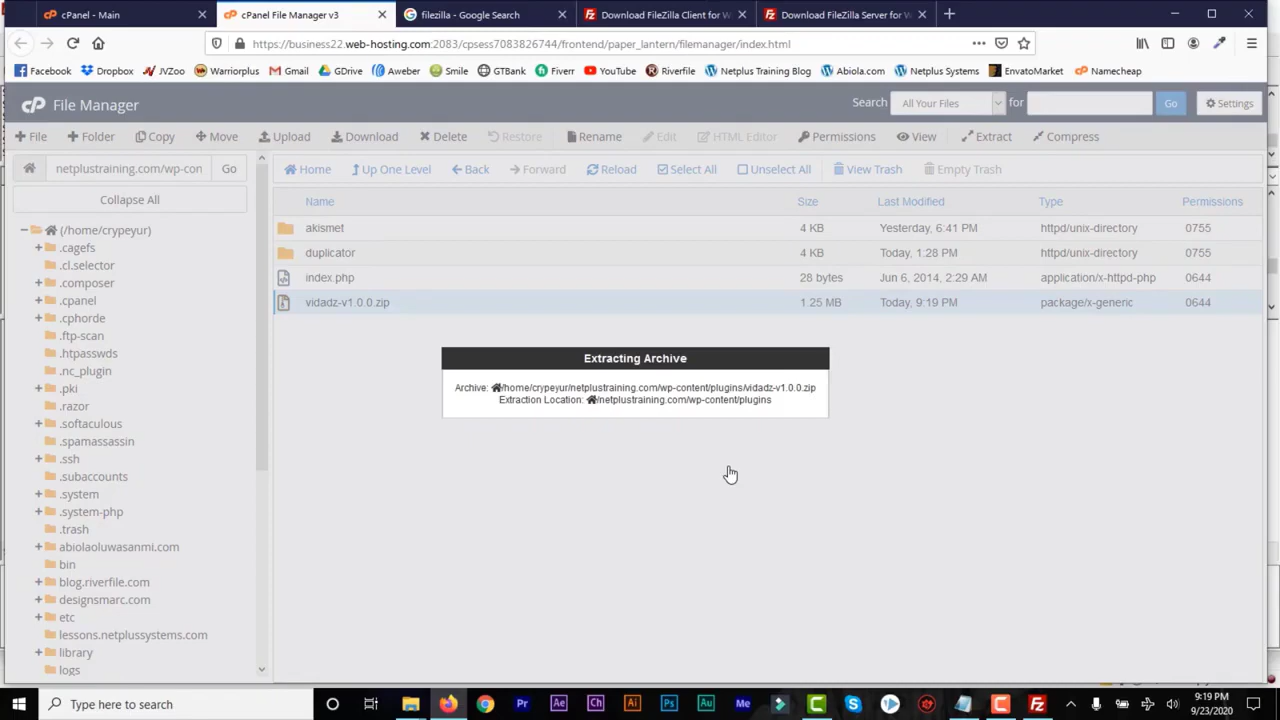 cPanel - Main
cPanel File Manager v3
filezilla - Google Search
Download FileZilla Client for W
Download FileZilla Server for W
https://business22.web-hosting.com:2083/cpsess7083826744/frontend/paper_lantern/filemanager/index.html
Facebook Dropbox JVZoo Warriorplus Gmail GDrive Aweber Smile GTBank Fiverr YouTube Riverfile Netplus Training Blog Abiola.com Netplus Systems EnvatoMarket Namecheap
cP File Manager
Search All Your Files for Go Settings
File Folder Copy Move Upload Download Delete Restore Rename Edit HTML Editor Permissions View Extract Compress
netplustraining.com/wp-con Go
Home Up One Level Back Forward Reload Select All Unselect All View Trash Empty Trash
Collapse All
(/home/crypeyur)
.cagefs
.cl.selector
.composer
.cpanel
.cphorde
.ftp-scan
.htpasswds
.nc_plugin
.pki
.razor
.softaculous
.spamassassin
.ssh
.subaccounts
.system
.system-php
.trash
abiolaoluwasanmi.com
bin
blog.riverfile.com
designsmarc.com
etc
lessons.netplussystems.com
library
logs
Name Size Last Modified Type Permissions
akismet 4 KB Yesterday, 6:41 PM httpd/unix-directory 0755
duplicator 4 KB Today, 1:28 PM httpd/unix-directory 0755
index.php 28 bytes Jun 6, 2014, 2:29 AM application/x-httpd-php 0644
vidadz-v1.0.0.zip 1.25 MB Today, 9:19 PM package/x-generic 0644
Extracting Archive
Archive: /home/crypeyur/netplustraining.com/wp-content/plugins/vidadz-v1.0.0.zip
Extraction Location: /netplustraining.com/wp-content/plugins
Type here to search
Pr Ae Ch Ai Ps Au Me
9:19 PM
9/23/2020